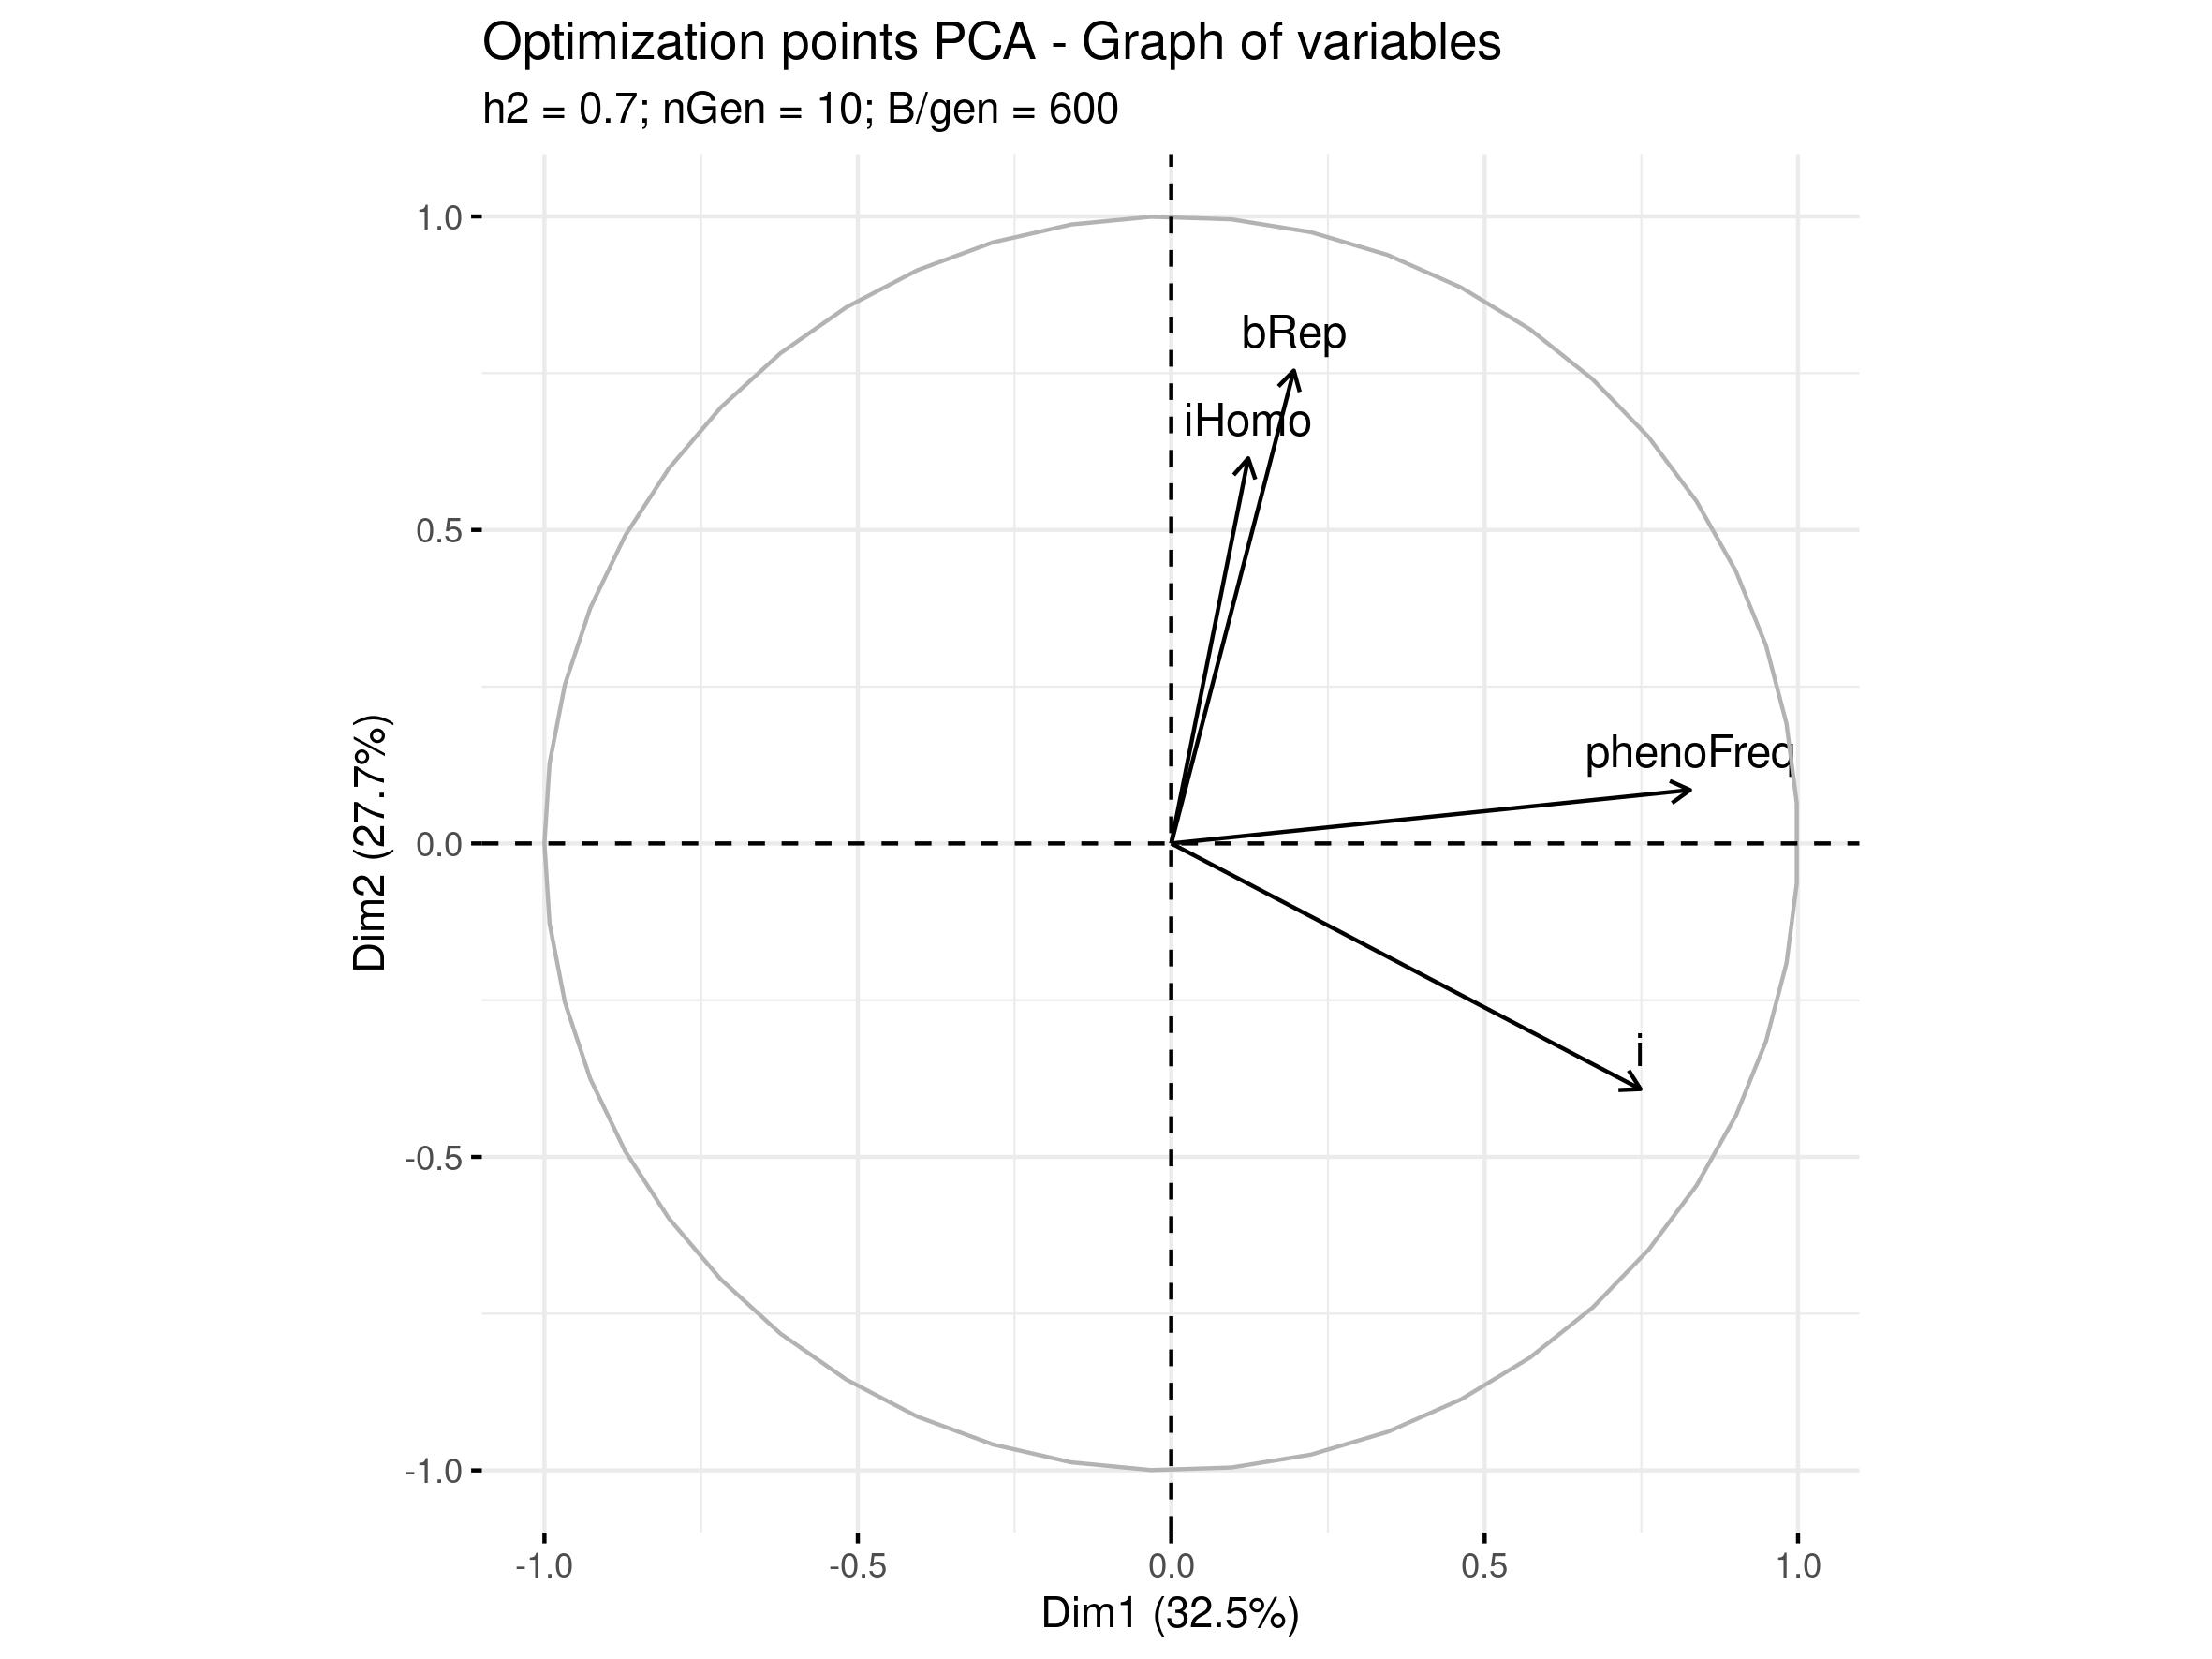 Optimization points PCA - Graph of variables
h2 = 0.7; nGen = 10; B/gen = 600
1.0
0.5
0.0
-0.5
-1.0
Dim2 (27.7%)
bRep
iHomo
phenoFreq
i
-1.0
-0.5
0.0
0.5
1.0
Dim1 (32.5%)